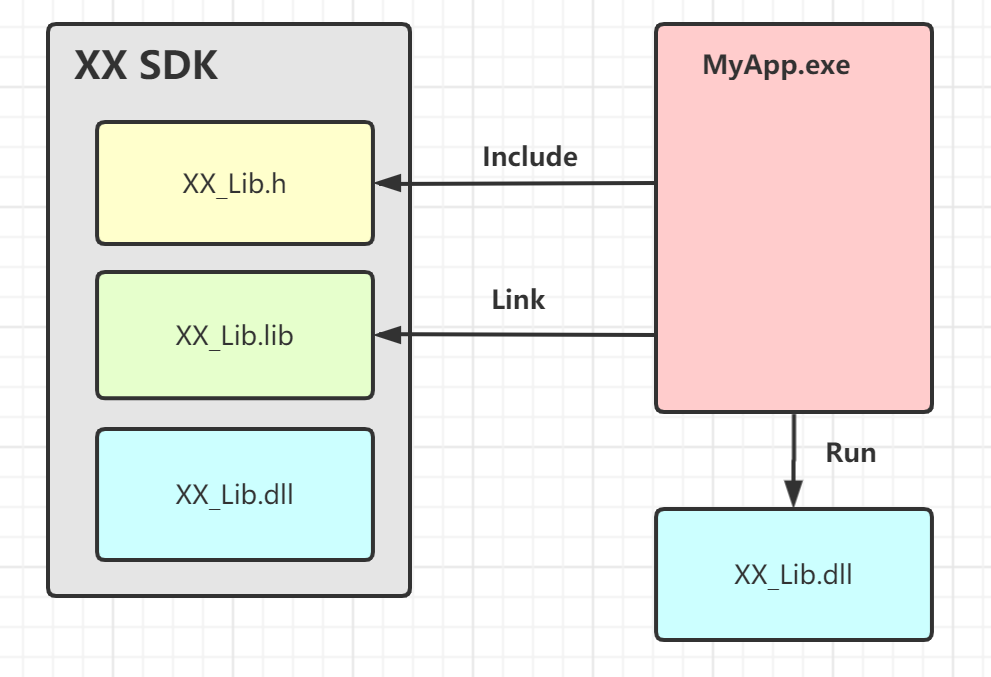 XX SDK
MyApp.exe
Include
XX_Lib.h
Link
XX_Lib.lib
Run
XX_Lib.dll
XX_Lib.dll